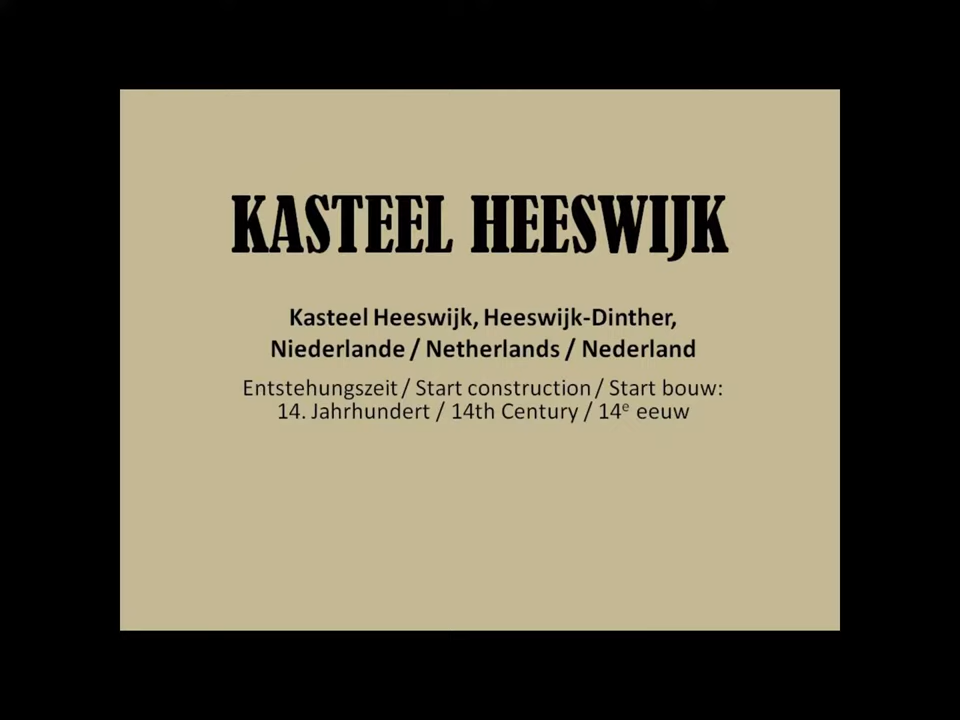 KASTEEL HEESWIJK
Kasteel Heeswijk, Heeswijk-Dinther,
Niederlande / Netherlands / Nederland
Entstehungszeit / Start construction / Start bouw:
14. Jahrhundert / 14th Century / 14ᵉ eeuw